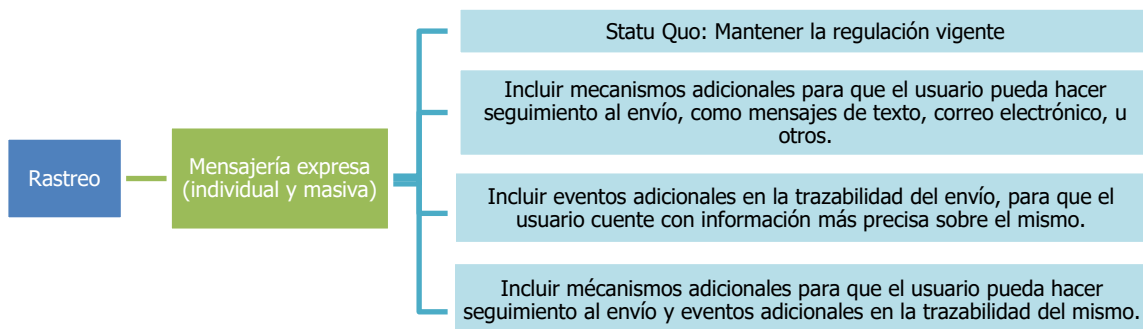 Statu Quo: Mantener la regulación vigente
Incluir mecanismos adicionales para que el usuario pueda hacer
seguimiento al envío, como mensajes de texto, correo electrónico, u
otros.
Rastreo
Mensajería expresa
(individual y masiva)
Incluir eventos adicionales en la trazabilidad del envío, para que el
usuario cuente con información más precisa sobre el mismo.
Incluir mécanismos adicionales para que el usuario pueda hacer
seguimiento al envío y eventos adicionales en la trazabilidad del mismo.